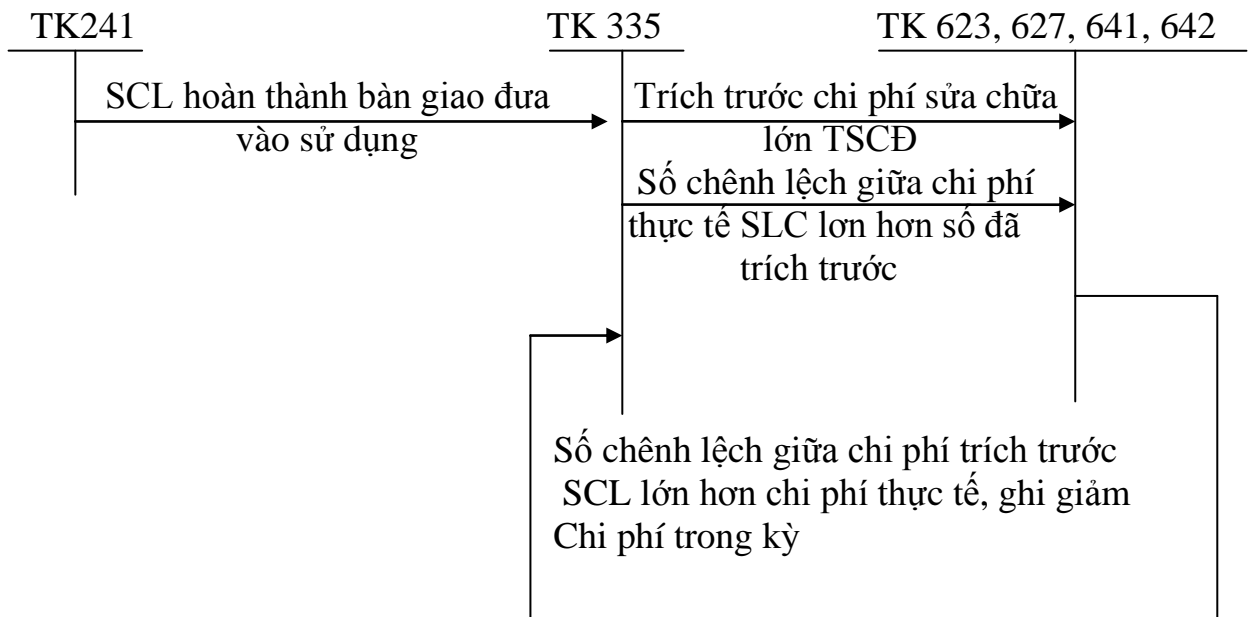 TK241
TK 335
TK 623, 627, 641, 642
SCL hoàn thành bàn giao đưa
vào sử dụng
Trích trước chi phí sửa chữa
lớn TSCĐ
Số chênh lệch giữa chi phí
thực tế SLC lơn hơn số đã
trích trước
Số chênh lệch giữa chi phí trích trước
SCL lớn hơn chi phí thực tế, ghi giảm
Chi phí trong kỳ